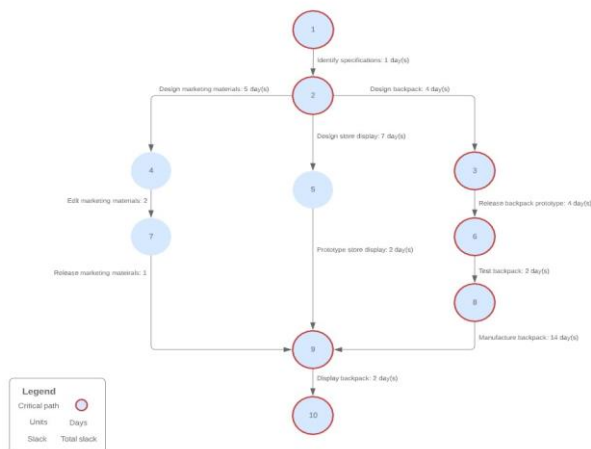 1
Identify specifications: 1 day(s)
Design marketing materials: 5 day(s)
2
Design backpack: 4 day(s)
Design store display: 7 day(s)
4
3
5
Edit marketing materials: 2
Release backpack prototype: 4 day(s)
7
6
Prototype store display: 2 day(s)
Release marketing materials: 1
Test backpack: 2 day(s)
8
Manufacture backpack: 14 day(s)
9
Display backpack: 2 day(s)
10
Legend
Critical path
Units Days
Slack Total slack